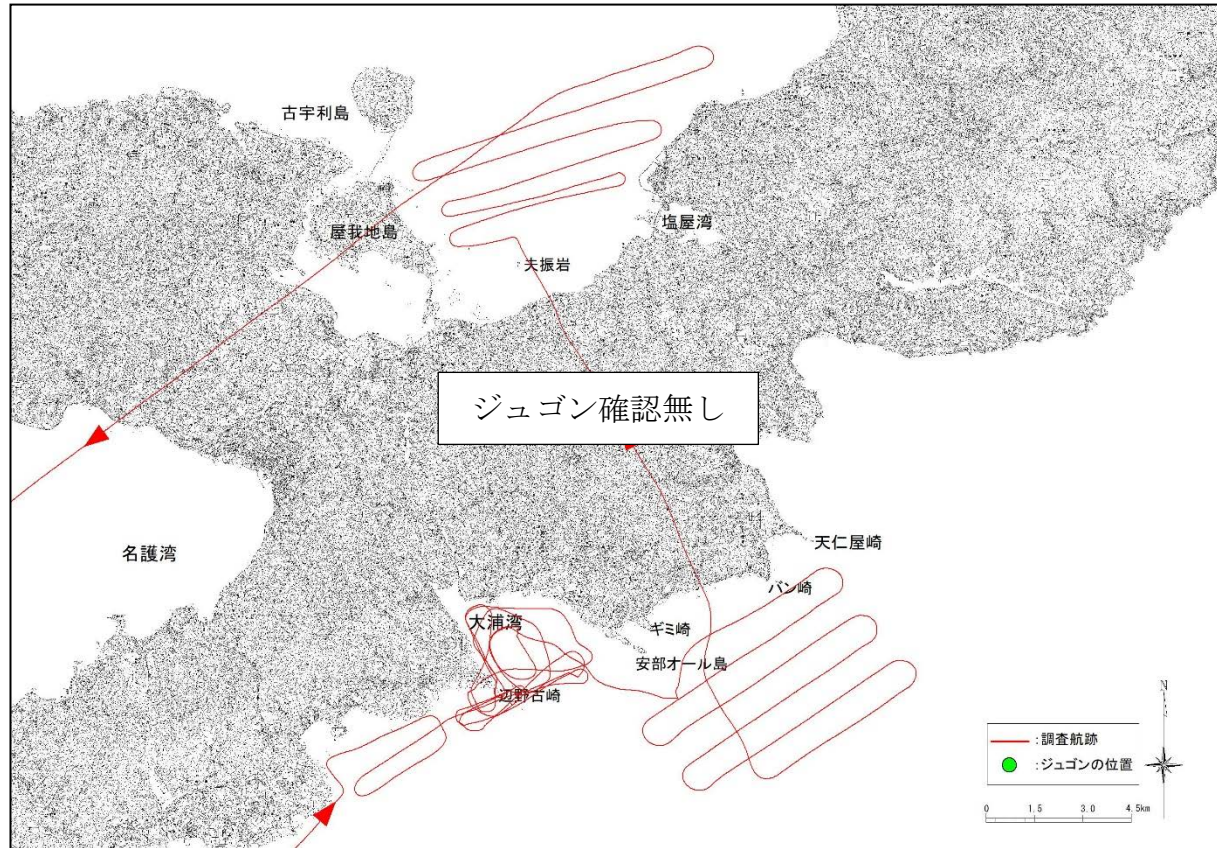 古宇利島
屋我地島
塩屋湾
夫振岩
ジュゴン確認無し
名護湾
天仁屋崎
バン崎
大浦湾
ギミ崎
安部オール島
辺野古崎
N
:調査航跡
:ジュゴンの位置
0 1.5 3.0 4.5km